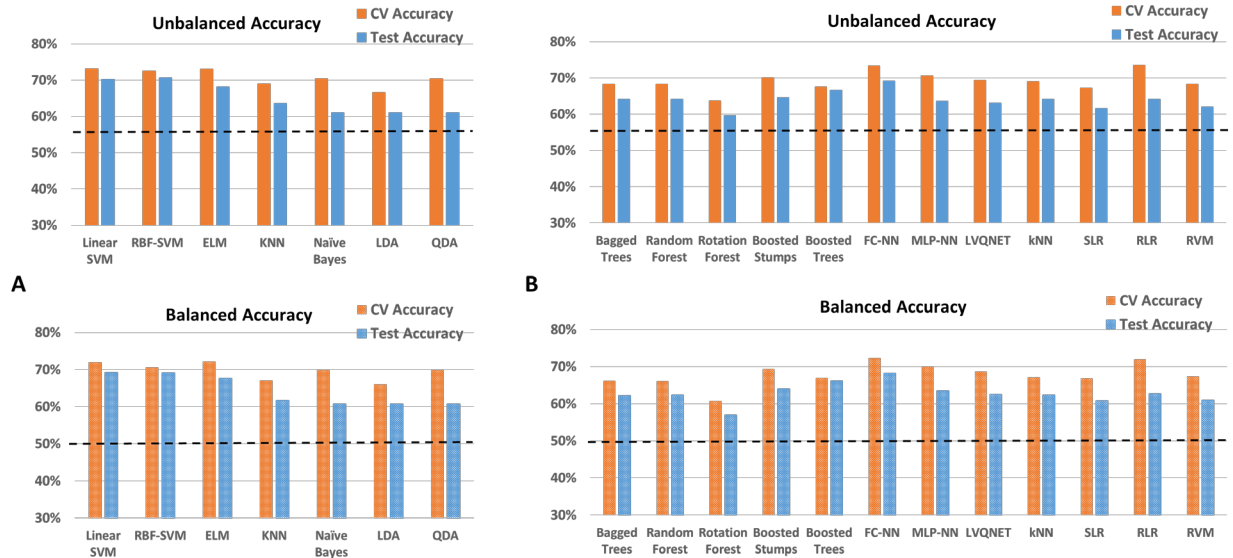 Unbalanced Accuracy
CV Accuracy
Test Accuracy
80%
70%
60%
50%
40%
30%
Linear SVM
RBF-SVM
ELM
KNN
Naïve Bayes
LDA
QDA
Unbalanced Accuracy
CV Accuracy
Test Accuracy
80%
70%
60%
50%
40%
30%
Bagged Trees
Random Forest
Rotation Forest
Boosted Stumps
Boosted Trees
FC-NN
MLP-NN
LVQNET
kNN
SLR
RLR
RVM
A
Balanced Accuracy
CV Accuracy
Test Accuracy
80%
70%
60%
50%
40%
30%
Linear SVM
RBF-SVM
ELM
KNN
Naïve Bayes
LDA
QDA
B
Balanced Accuracy
CV Accuracy
Test Accuracy
80%
70%
60%
50%
40%
30%
Bagged Trees
Random Forest
Rotation Forest
Boosted Stumps
Boosted Trees
FC-NN
MLP-NN
LVQNET
kNN
SLR
RLR
RVM